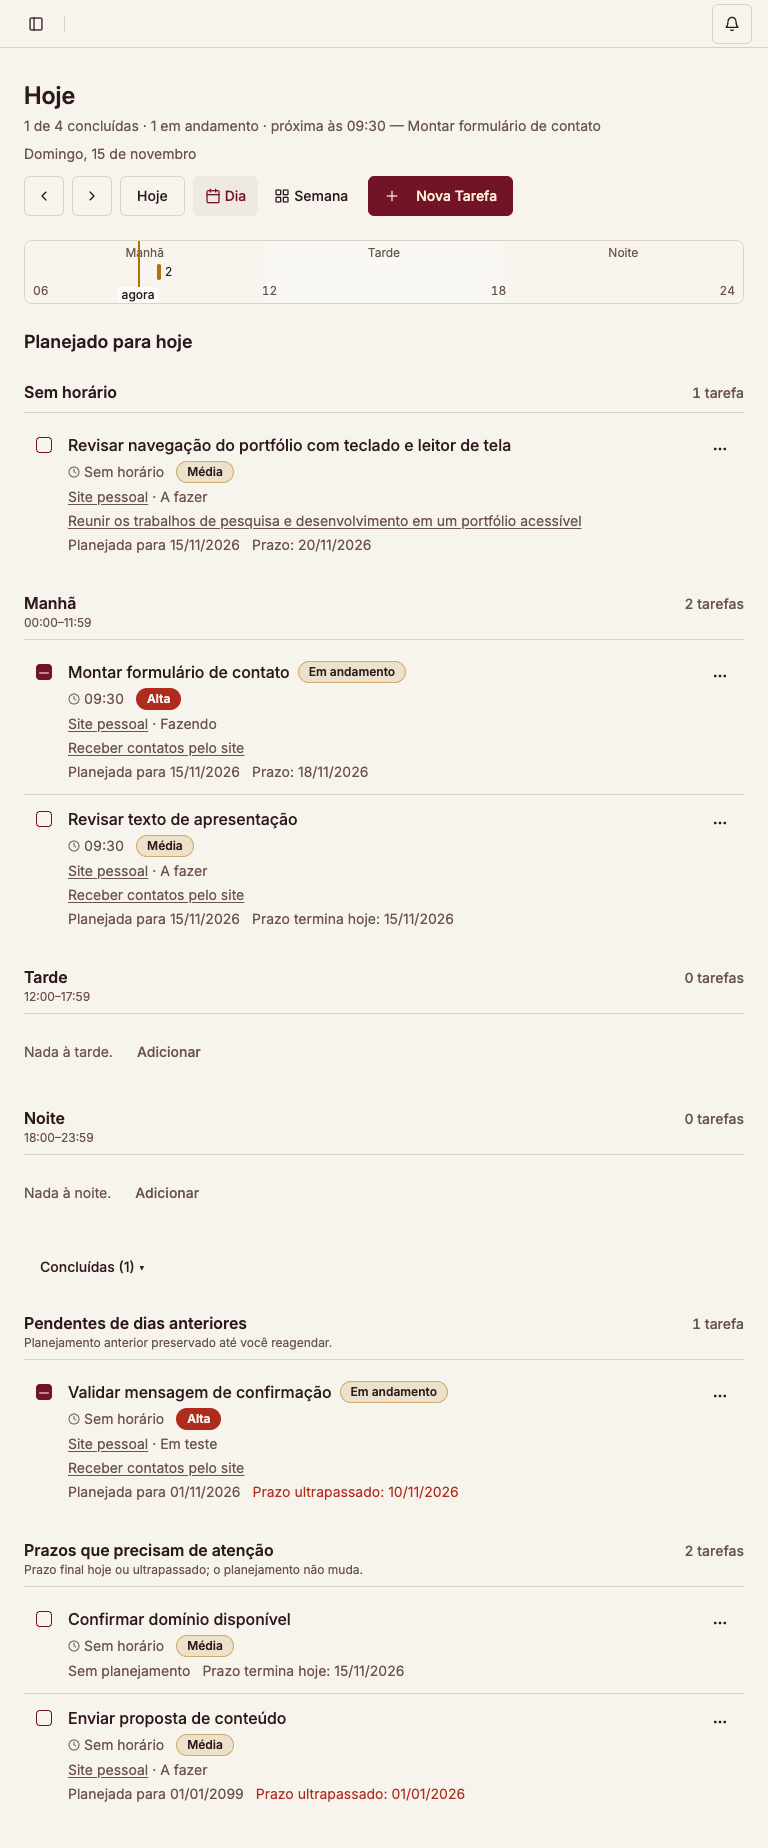 Hoje
1 de 4 concluídas · 1 em andamento · próxima às 09:30 — Montar formulário de contato
Domingo, 15 de novembro
Hoje Dia Semana Nova Tarefa
Manhã Tarde Noite
2
06 agora 12 18 24
Planejado para hoje
Sem horário 1 tarefa
Revisar navegação do portfólio com teclado e leitor de tela
Sem horário Média
Site pessoal · A fazer
Reunir os trabalhos de pesquisa e desenvolvimento em um portfólio acessível
Planejada para 15/11/2026 Prazo: 20/11/2026
Manhã 2 tarefas
00:00–11:59
Montar formulário de contato Em andamento
09:30 Alta
Site pessoal · Fazendo
Receber contatos pelo site
Planejada para 15/11/2026 Prazo: 18/11/2026
Revisar texto de apresentação
09:30 Média
Site pessoal · A fazer
Receber contatos pelo site
Planejada para 15/11/2026 Prazo termina hoje: 15/11/2026
Tarde 0 tarefas
12:00–17:59
Nada à tarde. Adicionar
Noite 0 tarefas
18:00–23:59
Nada à noite. Adicionar
Concluídas (1) ▾
Pendentes de dias anteriores 1 tarefa
Planejamento anterior preservado até você reagendar.
Validar mensagem de confirmação Em andamento
Sem horário Alta
Site pessoal · Em teste
Receber contatos pelo site
Planejada para 01/11/2026 Prazo ultrapassado: 10/11/2026
Prazos que precisam de atenção 2 tarefas
Prazo final hoje ou ultrapassado; o planejamento não muda.
Confirmar domínio disponível
Sem horário Média
Sem planejamento Prazo termina hoje: 15/11/2026
Enviar proposta de conteúdo
Sem horário Média
Site pessoal · A fazer
Planejada para 01/01/2099 Prazo ultrapassado: 01/01/2026